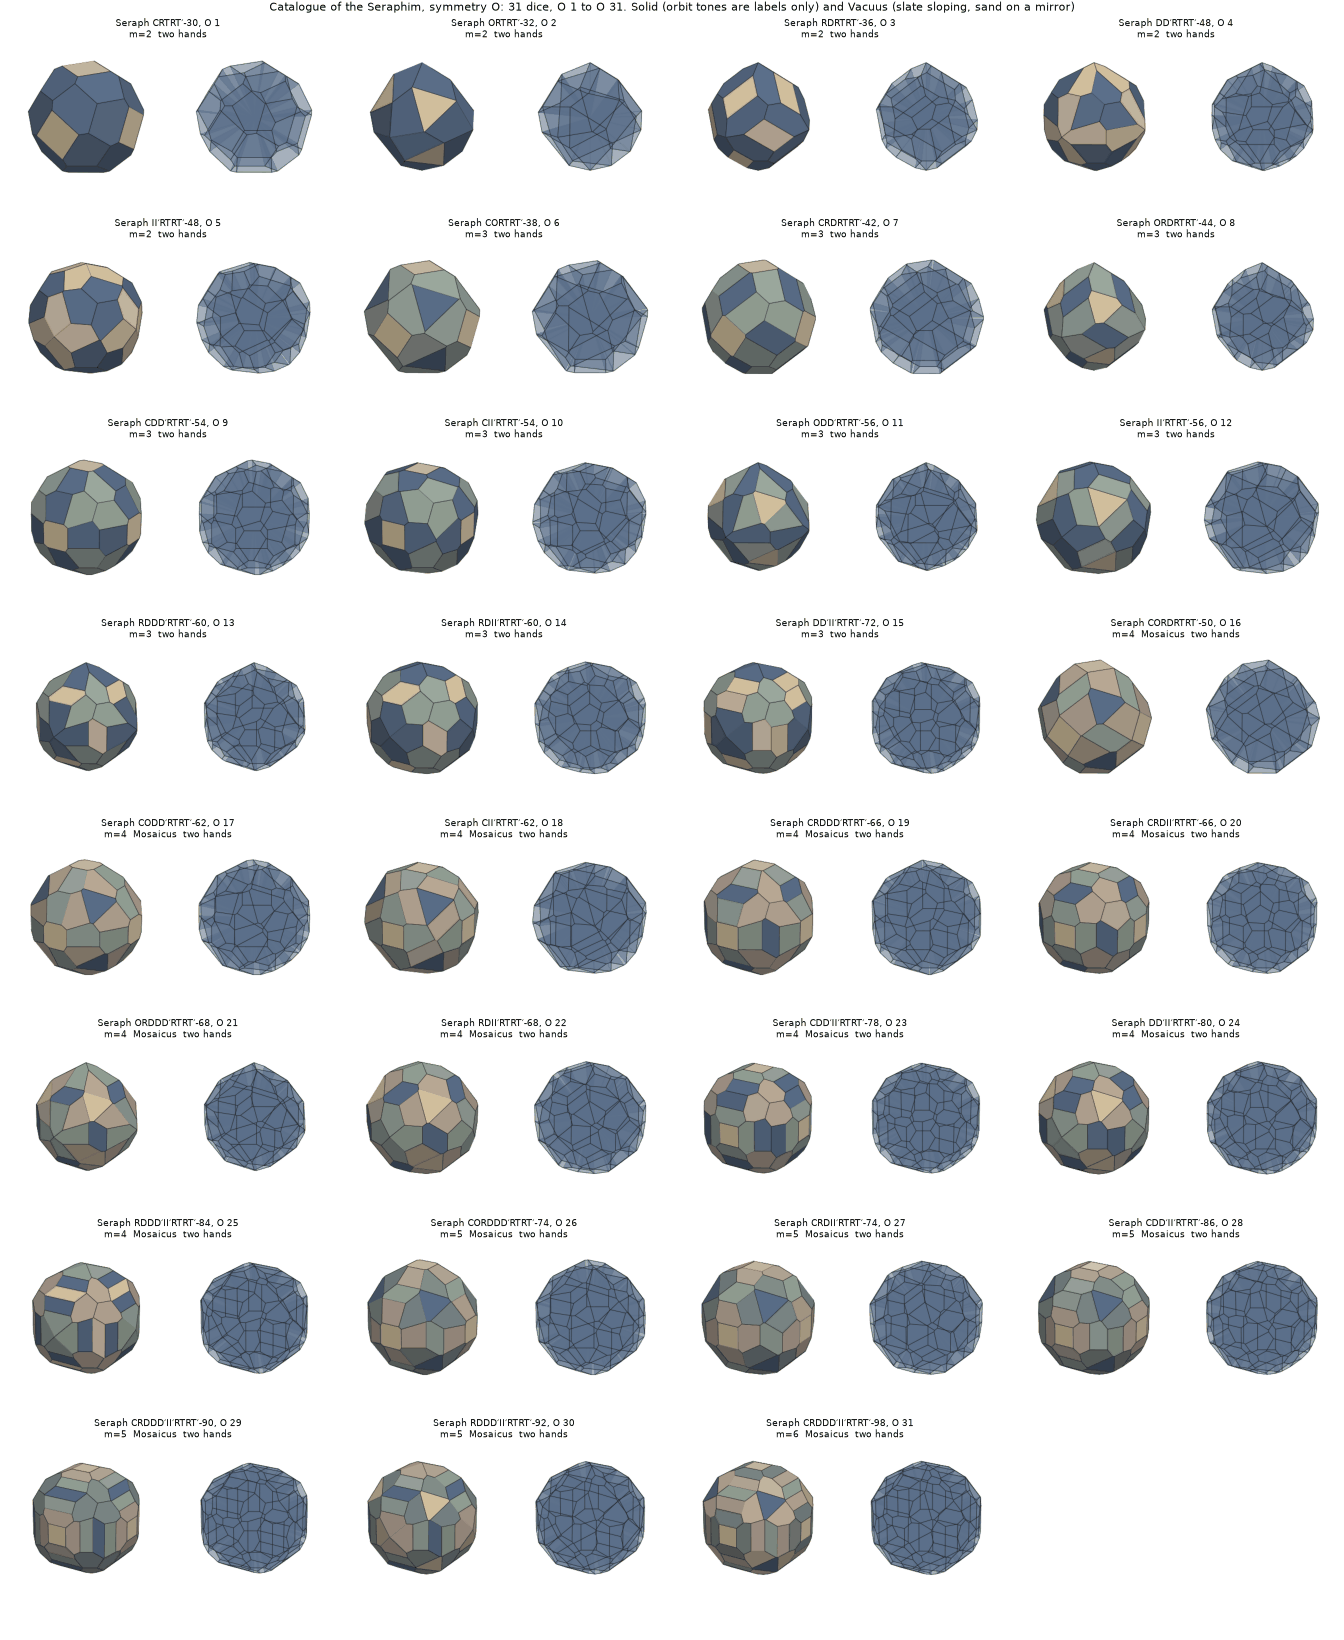 Catalogue of the Seraphim, symmetry O: 31 dice, O 1 to O 31. Solid (orbit tones are labels only) and Vacuus (slate sloping, sand on a mirror)
Seraph CRTRT′-30, O 1
m=2  two hands
Seraph ORTRT′-32, O 2
m=2  two hands
Seraph RDRTRT′-36, O 3
m=2  two hands
Seraph DD′RTRT′-48, O 4
m=2  two hands
Seraph II′RTRT′-48, O 5
m=2  two hands
Seraph CORTRT′-38, O 6
m=3  two hands
Seraph CRDRTRT′-42, O 7
m=3  two hands
Seraph ORDRTRT′-44, O 8
m=3  two hands
Seraph CDD′RTRT′-54, O 9
m=3  two hands
Seraph CII′RTRT′-54, O 10
m=3  two hands
Seraph ODD′RTRT′-56, O 11
m=3  two hands
Seraph II′RTRT′-56, O 12
m=3  two hands
Seraph RDDD′RTRT′-60, O 13
m=3  two hands
Seraph RDII′RTRT′-60, O 14
m=3  two hands
Seraph DD′II′RTRT′-72, O 15
m=3  two hands
Seraph CORDRTRT′-50, O 16
m=4  Mosaicus  two hands
Seraph CODD′RTRT′-62, O 17
m=4  Mosaicus  two hands
Seraph CII′RTRT′-62, O 18
m=4  Mosaicus  two hands
Seraph CRDDD′RTRT′-66, O 19
m=4  Mosaicus  two hands
Seraph CRDII′RTRT′-66, O 20
m=4  Mosaicus  two hands
Seraph ORDDD′RTRT′-68, O 21
m=4  Mosaicus  two hands
Seraph RDII′RTRT′-68, O 22
m=4  Mosaicus  two hands
Seraph CDD′II′RTRT′-78, O 23
m=4  Mosaicus  two hands
Seraph DD′II′RTRT′-80, O 24
m=4  Mosaicus  two hands
Seraph RDDD′II′RTRT′-84, O 25
m=4  Mosaicus  two hands
Seraph CORDDD′RTRT′-74, O 26
m=5  Mosaicus  two hands
Seraph CRDII′RTRT′-74, O 27
m=5  Mosaicus  two hands
Seraph CDD′II′RTRT′-86, O 28
m=5  Mosaicus  two hands
Seraph CRDDD′II′RTRT′-90, O 29
m=5  Mosaicus  two hands
Seraph RDDD′II′RTRT′-92, O 30
m=5  Mosaicus  two hands
Seraph CRDDD′II′RTRT′-98, O 31
m=6  Mosaicus  two hands